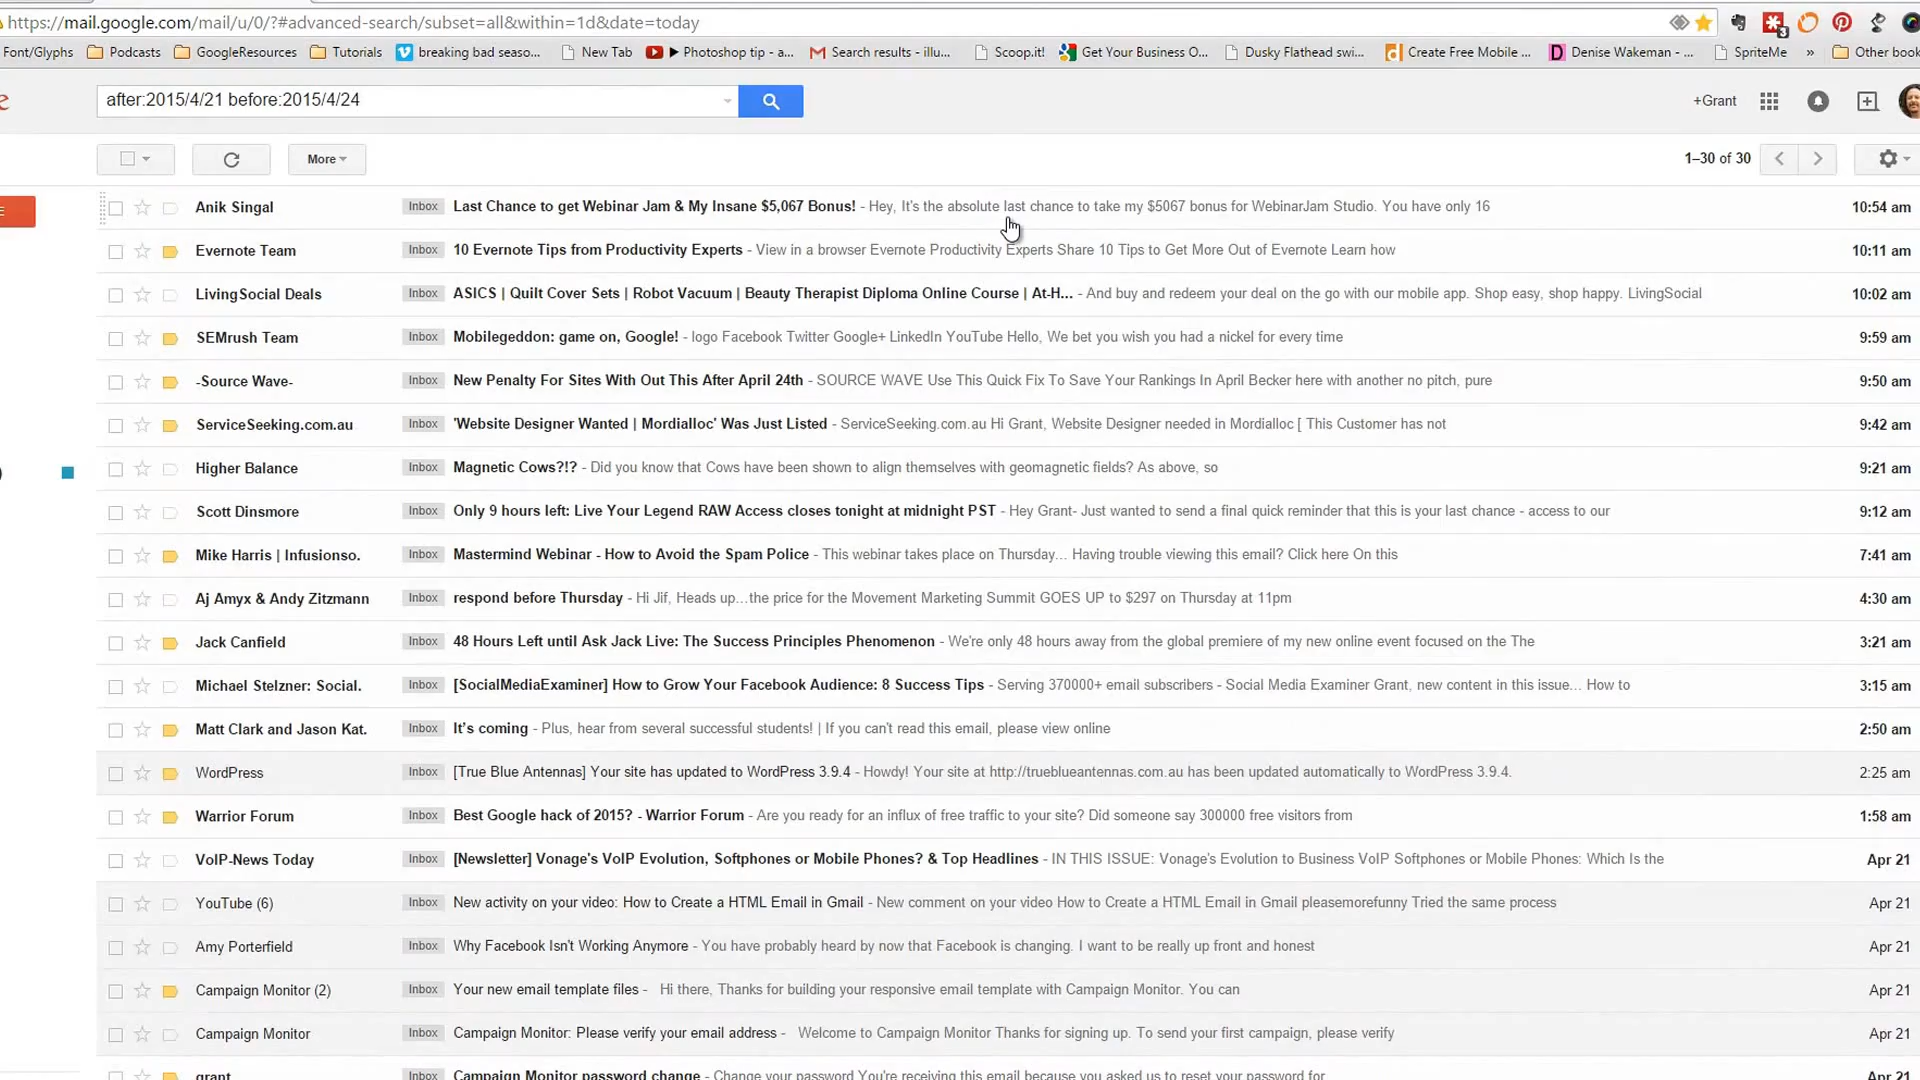 https://mail.google.com/mail/u/0/?#advanced-search/subset=all&within=1d&date=today
3
Font/Glyphs Podcasts GoogleResources Tutorials breaking bad seaso... New Tab ▶ Photoshop tip - a... Search results - illu... Scoop.it! Get Your Business O... Dusky Flathead swi... Create Free Mobile ... Denise Wakeman - ... SpriteMe » Other book
after:2015/4/21 before:2015/4/24 +Grant
More 1–30 of 30
Anik Singal Inbox Last Chance to get Webinar Jam & My Insane $5,067 Bonus! - Hey, It's the absolute last chance to take my $5067 bonus for WebinarJam Studio. You have only 16 10:54 am
Evernote Team Inbox 10 Evernote Tips from Productivity Experts - View in a browser Evernote Productivity Experts Share 10 Tips to Get More Out of Evernote Learn how 10:11 am
LivingSocial Deals Inbox ASICS | Quilt Cover Sets | Robot Vacuum | Beauty Therapist Diploma Online Course | At-H... - And buy and redeem your deal on the go with our mobile app. Shop easy, shop happy. LivingSocial 10:02 am
SEMrush Team Inbox Mobilegeddon: game on, Google! - logo Facebook Twitter Google+ LinkedIn YouTube Hello, We bet you wish you had a nickel for every time 9:59 am
-Source Wave- Inbox New Penalty For Sites With Out This After April 24th - SOURCE WAVE Use This Quick Fix To Save Your Rankings In April Becker here with another no pitch, pure 9:50 am
ServiceSeeking.com.au Inbox 'Website Designer Wanted | Mordialloc' Was Just Listed - ServiceSeeking.com.au Hi Grant, Website Designer needed in Mordialloc [ This Customer has not 9:42 am
Higher Balance Inbox Magnetic Cows?!? - Did you know that Cows have been shown to align themselves with geomagnetic fields? As above, so 9:21 am
Scott Dinsmore Inbox Only 9 hours left: Live Your Legend RAW Access closes tonight at midnight PST - Hey Grant- Just wanted to send a final quick reminder that this is your last chance - access to our 9:12 am
Mike Harris | Infusionso. Inbox Mastermind Webinar - How to Avoid the Spam Police - This webinar takes place on Thursday... Having trouble viewing this email? Click here On this 7:41 am
Aj Amyx & Andy Zitzmann Inbox respond before Thursday - Hi Jif, Heads up...the price for the Movement Marketing Summit GOES UP to $297 on Thursday at 11pm 4:30 am
Jack Canfield Inbox 48 Hours Left until Ask Jack Live: The Success Principles Phenomenon - We're only 48 hours away from the global premiere of my new online event focused on the The 3:21 am
Michael Stelzner: Social. Inbox [SocialMediaExaminer] How to Grow Your Facebook Audience: 8 Success Tips - Serving 370000+ email subscribers - Social Media Examiner Grant, new content in this issue... How to 3:15 am
Matt Clark and Jason Kat. Inbox It's coming - Plus, hear from several successful students! | If you can't read this email, please view online 2:50 am
WordPress Inbox [True Blue Antennas] Your site has updated to WordPress 3.9.4 - Howdy! Your site at http://trueblueantennas.com.au has been updated automatically to WordPress 3.9.4. 2:25 am
Warrior Forum Inbox Best Google hack of 2015? - Warrior Forum - Are you ready for an influx of free traffic to your site? Did someone say 300000 free visitors from 1:58 am
VoIP-News Today Inbox [Newsletter] Vonage's VoIP Evolution, Softphones or Mobile Phones? & Top Headlines - IN THIS ISSUE: Vonage's Evolution to Business VoIP Softphones or Mobile Phones: Which Is the Apr 21
YouTube (6) Inbox New activity on your video: How to Create a HTML Email in Gmail - New comment on your video How to Create a HTML Email in Gmail pleasemorefunny Tried the same process Apr 21
Amy Porterfield Inbox Why Facebook Isn't Working Anymore - You have probably heard by now that Facebook is changing. I want to be really up front and honest Apr 21
Campaign Monitor (2) Inbox Your new email template files - Hi there, Thanks for building your responsive email template with Campaign Monitor. You can Apr 21
Campaign Monitor Inbox Campaign Monitor: Please verify your email address - Welcome to Campaign Monitor Thanks for signing up. To send your first campaign, please verify Apr 21
grant Inbox Campaign Monitor password change - Change your password You're receiving this email because you asked us to reset your password for Apr 21